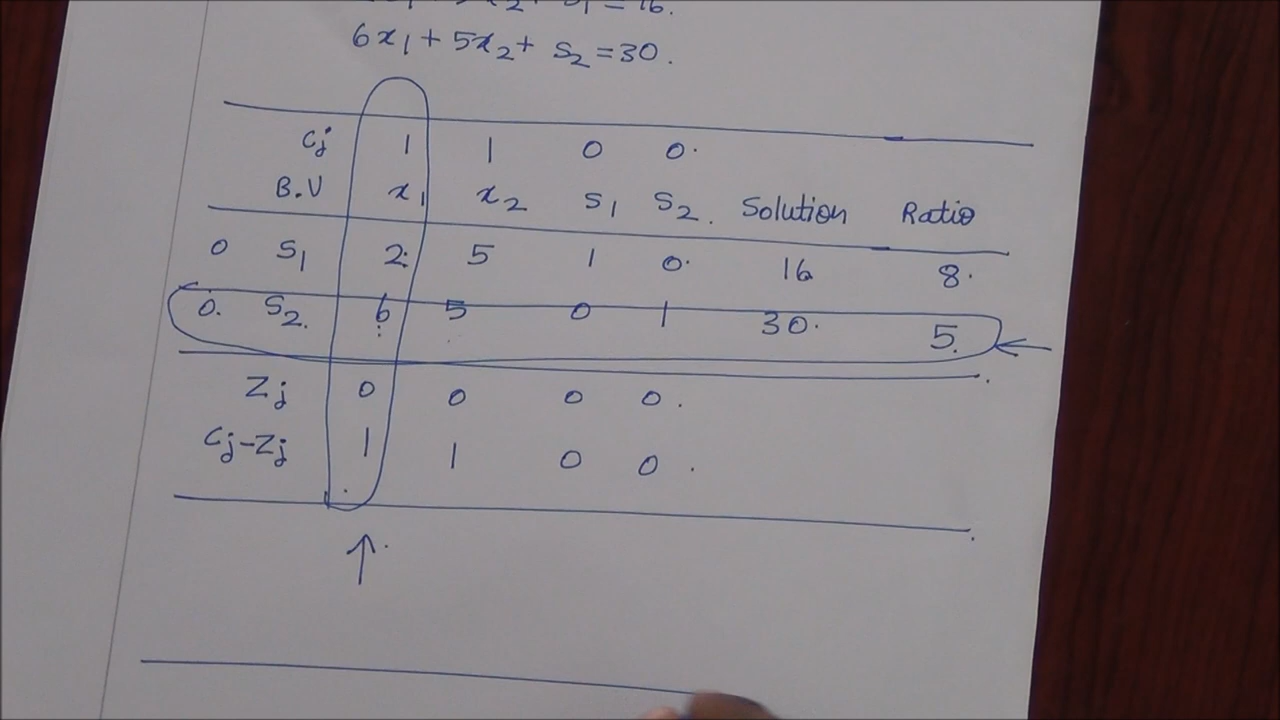 = 16.
6x1 + 5x2 + S2 = 30.
Cj 1 1 0 0.
B.V x1 x2 S1 S2. Solution Ratio
0 S1 2 5 1 0. 16 8.
0. S2. 6 5 0 1 30. 5.
Zj 0 0 0 0.
Cj-Zj 1 1 0 0.